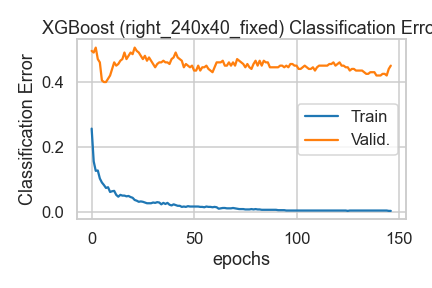 XGBoost (right_240x40_fixed) Classification Erro
Classification Error
0.4
0.2
0.0
Train
Valid.
0 50 100 150
epochs